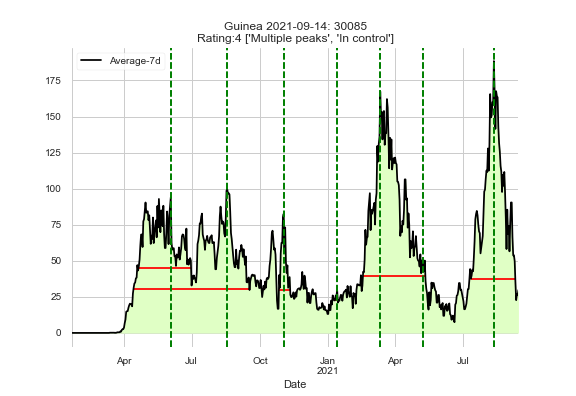 Guinea 2021-09-14: 30085
Rating:4 ['Multiple peaks', 'In control']
Average-7d
175
150
125
100
75
50
25
0
Apr Jul Oct Jan Apr Jul
2021
Date